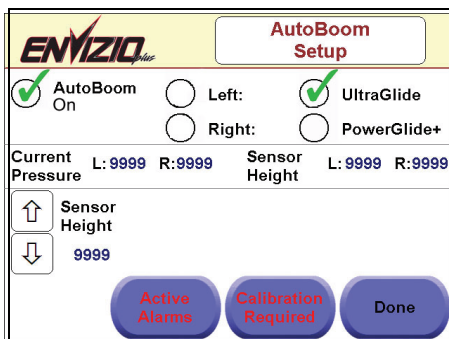 ENVIZIO plus
AutoBoom
Setup
AutoBoom
On
Left:
UltraGlide
Right:
PowerGlide+
Current
Pressure
L: 9999 R: 9999
Sensor
Height
L: 9999 R: 9999
Sensor
Height
9999
Active
Alarms
Calibration
Required
Done